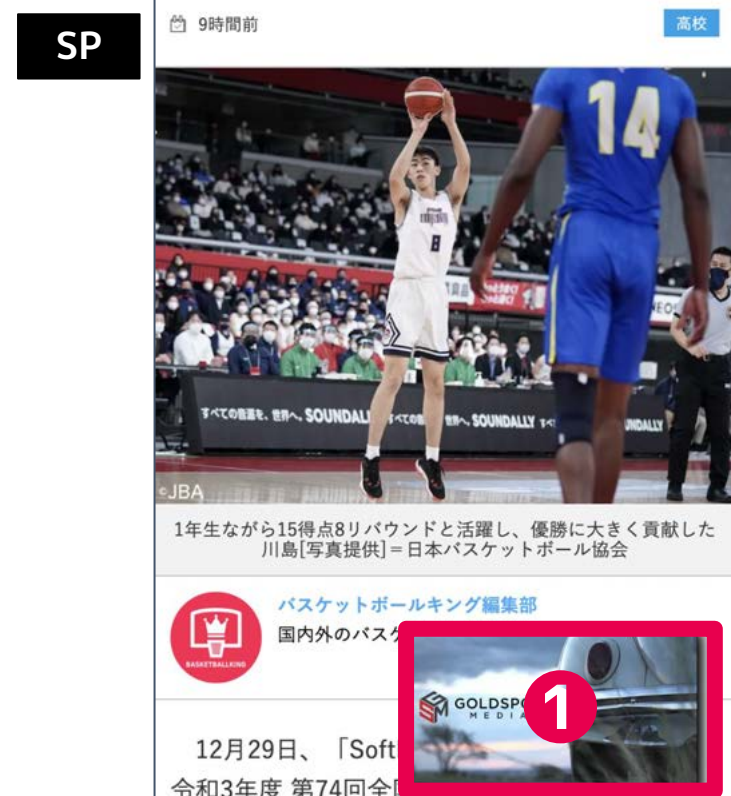 SP
9時間前
高校
14
8
すべての音楽を、世界へ。SOUNDALLY
SOUNDALLY
©JBA
1年生ながら15得点8リバウンドと活躍し、優勝に大きく貢献した
川島[写真提供]=日本バスケットボール協会
バスケットボールキング編集部
BASKETBALLKING
国内外のバスケ
GOLDSPO
MEDIA
1
12月29日、「Soft
令和3年度 第74回全国